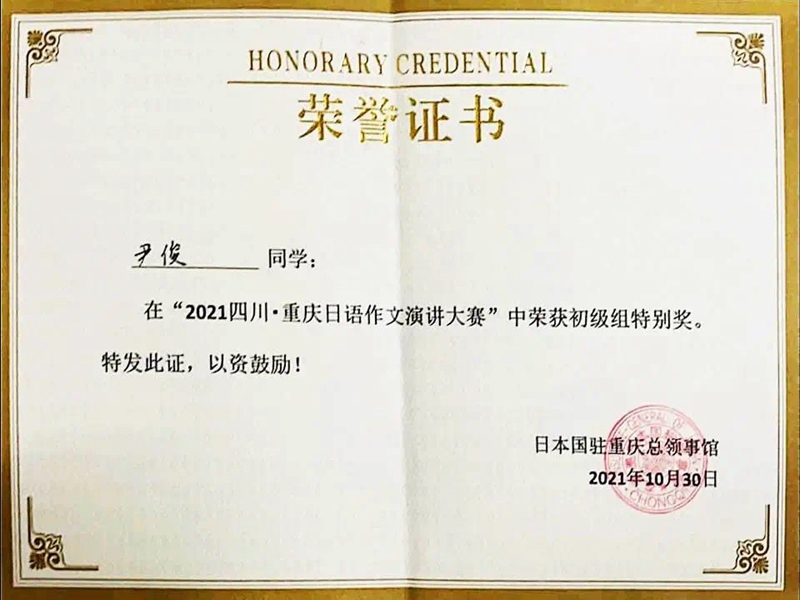 HONORARY CREDENTIAL
荣誉证书
尹俊 同学：
在“2021四川·重庆日语作文演讲大赛”中荣获初级组特别奖。
特发此证，以资鼓励！
日本国驻重庆总领事馆
2021年10月30日